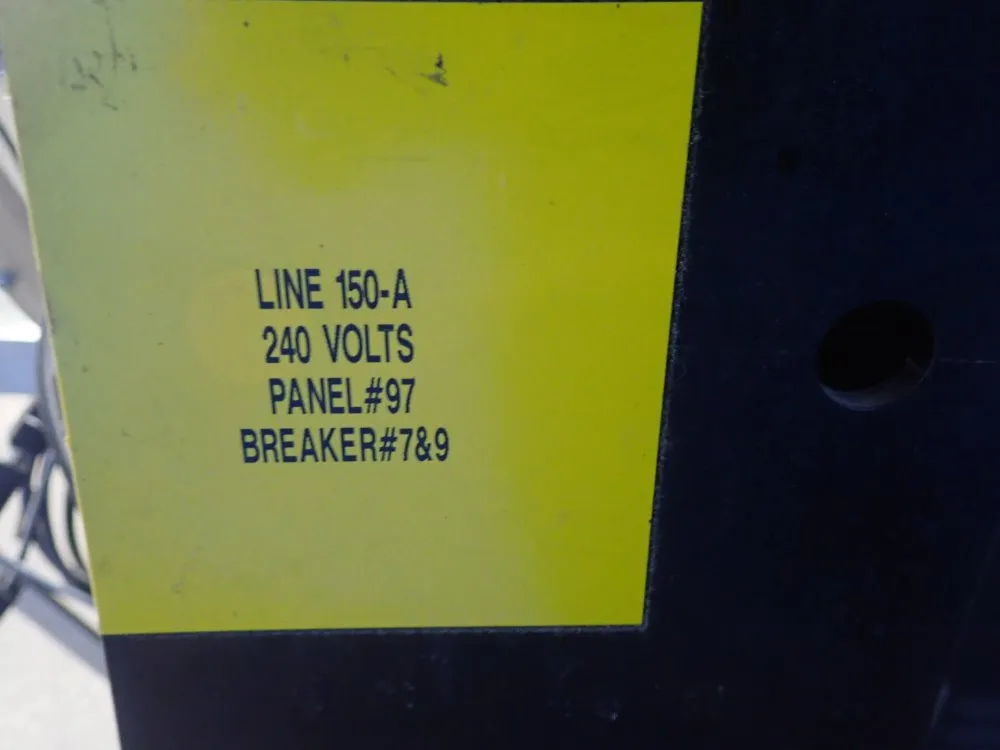 LINE 150-A
240 VOLTS
PANEL#97
BREAKER#7&9